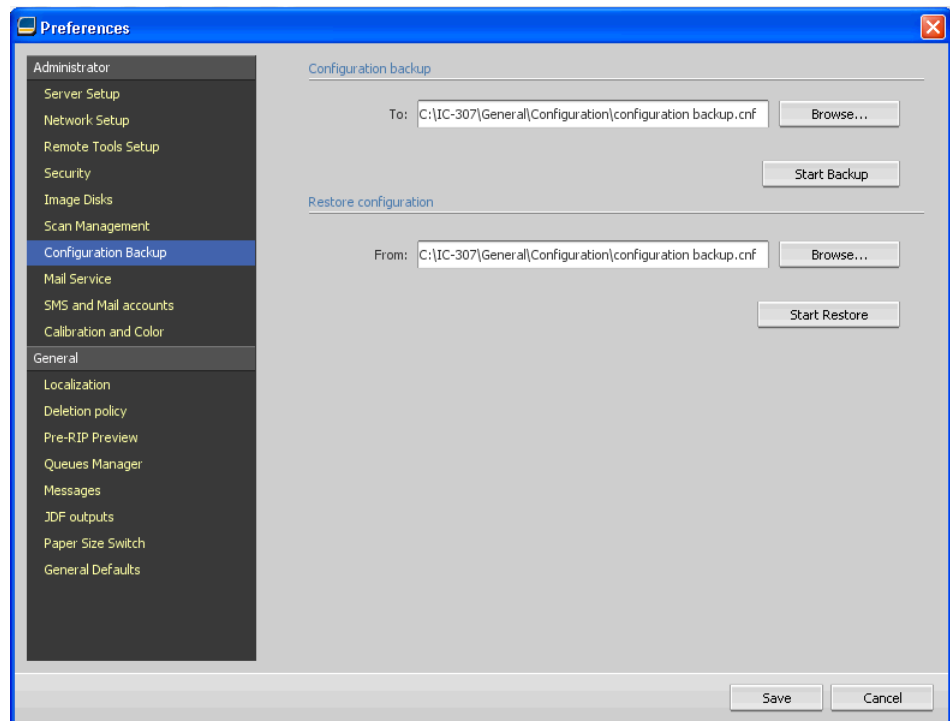 Preferences
Administrator
Server Setup
Network Setup
Remote Tools Setup
Security
Image Disks
Scan Management
Configuration Backup
Mail Service
SMS and Mail accounts
Calibration and Color
General
Localization
Deletion policy
Pre-RIP Preview
Queues Manager
Messages
JDF outputs
Paper Size Switch
General Defaults
Configuration backup
To: C:\IC-307\General\Configuration\configuration backup.cnf Browse...
Start Backup
Restore configuration
From: C:\IC-307\General\Configuration\configuration backup.cnf Browse...
Start Restore
Save Cancel